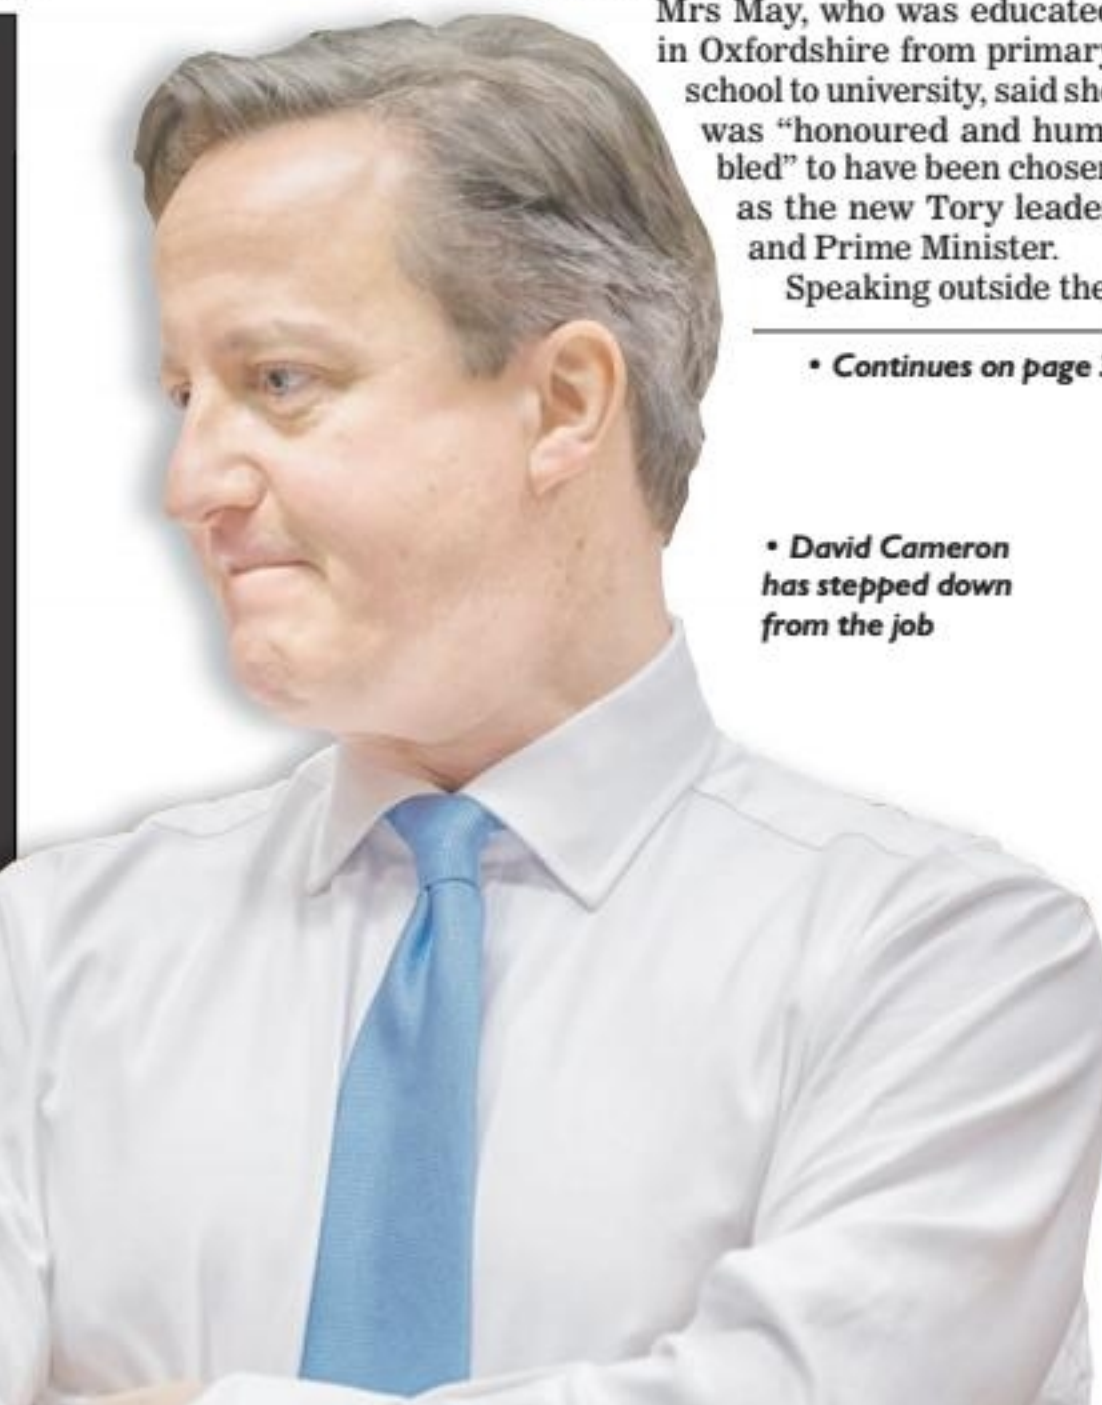 Mrs May, who was educated
in Oxfordshire from primary
school to university, said she
was “honoured and hum
bled” to have been chosen
as the new Tory leader
and Prime Minister.
Speaking outside the
• Continues on page
• David Cameron
has stepped down
from the job